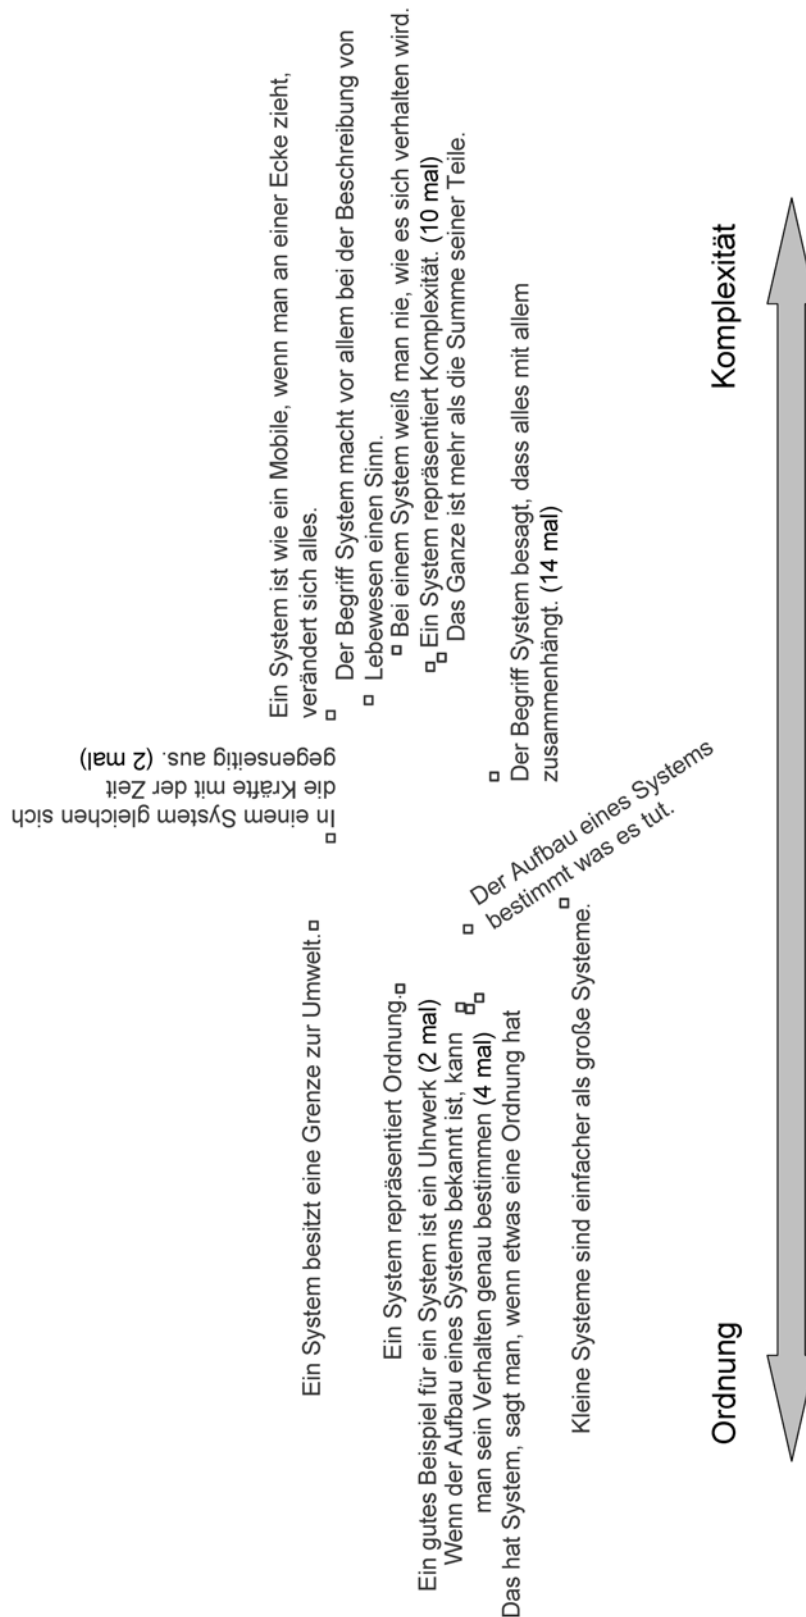 Ein System ist wie ein Mobile, wenn man an einer Ecke zieht,
verändert sich alles.
Der Begriff System macht vor allem bei der Beschreibung von
Lebewesen einen Sinn.
Bei einem System weiß man nie, wie es sich verhalten wird.
Ein System repräsentiert Komplexität. (10 mal)
Das Ganze ist mehr als die Summe seiner Teile.
Der Begriff System besagt, dass alles mit allem
zusammenhängt. (14 mal)
In einem System gleichen sich
die Kräfte mit der Zeit
gegenseitig aus. (2 mal)
Der Aufbau eines Systems
bestimmt was es tut.
Ein System besitzt eine Grenze zur Umwelt.
Ein System repräsentiert Ordnung.
Ein gutes Beispiel für ein System ist ein Uhrwerk (2 mal)
Wenn der Aufbau eines Systems bekannt ist, kann
man sein Verhalten genau bestimmen (4 mal)
Das hat System, sagt man, wenn etwas eine Ordnung hat
Kleine Systeme sind einfacher als große Systeme.
Ordnung
Komplexität